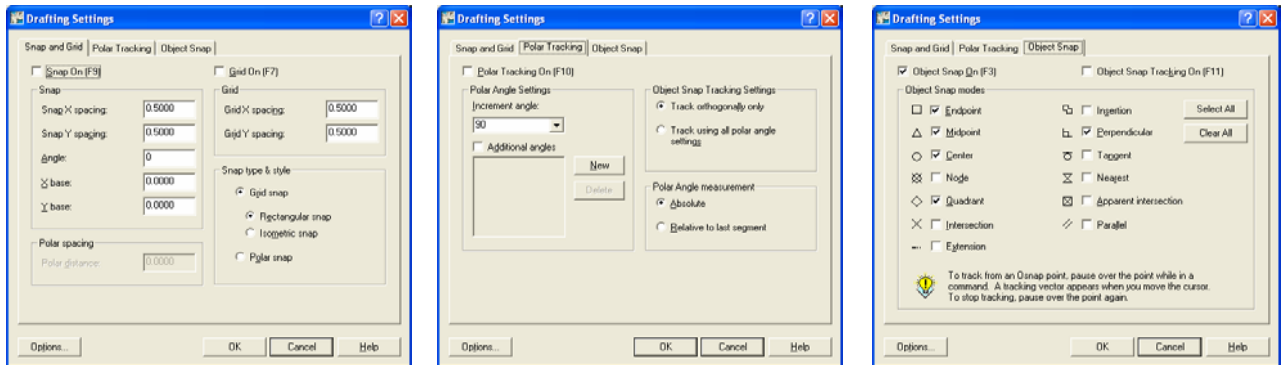 Drafting Settings
Snap and Grid Polar Tracking Object Snap
Snap On (F9) Grid On (F7)
Snap
Snap X spacing: 0.5000
Snap Y spacing: 0.5000
Angle: 0
X base: 0.0000
Y base: 0.0000
Polar spacing
Polar distance: 0.0000
Grid
Grid X spacing: 0.5000
Grid Y spacing: 0.5000
Snap type & style
Grid snap
Rectangular snap
Isometric snap
Polar snap
Options... OK Cancel Help
Drafting Settings
Snap and Grid Polar Tracking Object Snap
Polar Tracking On (F10)
Polar Angle Settings
Increment angle:
90
Additional angles
New
Delete
Object Snap Tracking Settings
Track orthogonally only
Track using all polar angle
settings
Polar Angle measurement
Absolute
Relative to last segment
Options... OK Cancel Help
Drafting Settings
Snap and Grid Polar Tracking Object Snap
Object Snap On (F3) Object Snap Tracking On (F11)
Object Snap modes
Endpoint Insertion Select All
Midpoint Perpendicular Clear All
Center Tangent
Node Nearest
Quadrant Apparent intersection
Intersection Parallel
Extension
To track from an Osnap point, pause over the point while in a
command. A tracking vector appears when you move the cursor.
To stop tracking, pause over the point again.
Options... OK Cancel Help